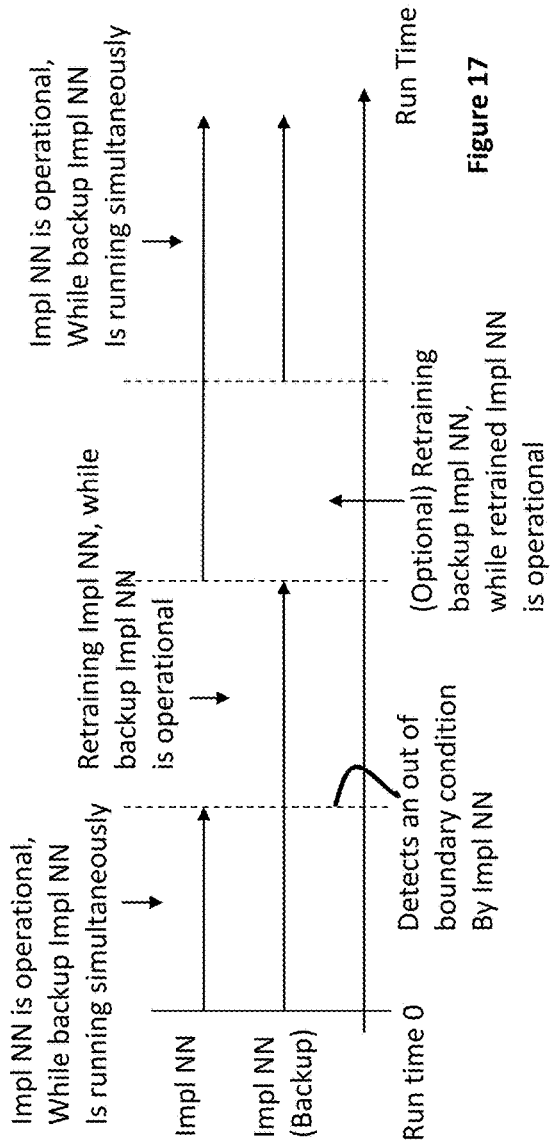 Impl NN is operational,
While backup Impl NN
Is running simultaneously
Retraining Impl NN, while
backup Impl NN
is operational
Impl NN is operational,
While backup Impl NN
Is running simultaneously
Impl NN
Impl NN
(Backup)
Run time 0
Detects an out of
boundary condition
By Impl NN
(Optional) Retraining
backup Impl NN,
while retrained Impl NN
is operational
Run Time
Figure 17